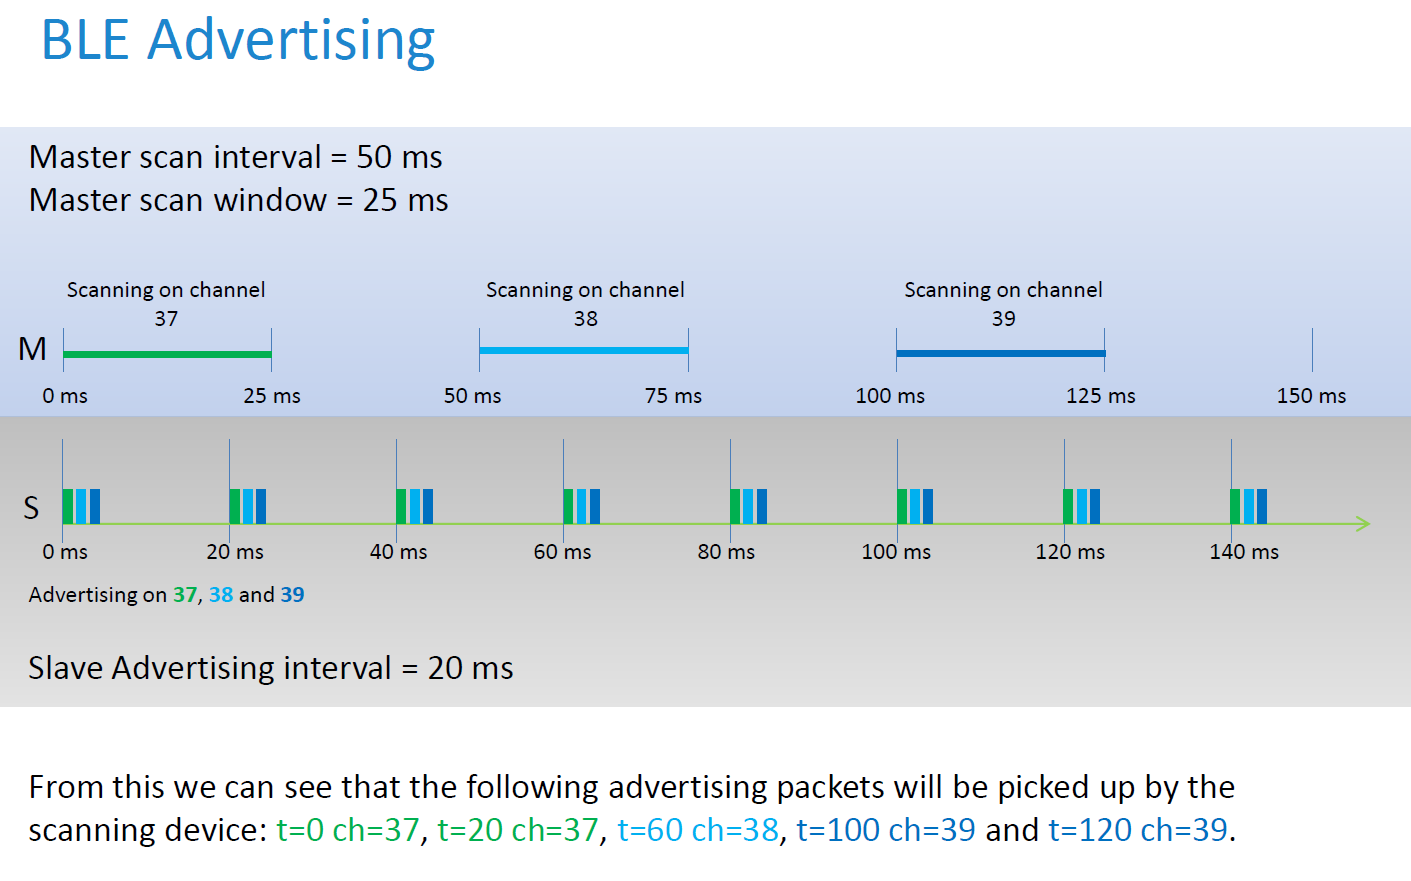 BLE Advertising
Master scan interval = 50 ms
Master scan window = 25 ms
Scanning on channel
37
Scanning on channel
38
Scanning on channel
39
M
0 ms
25 ms
50 ms
75 ms
100 ms
125 ms
150 ms
S
0 ms
20 ms
40 ms
60 ms
80 ms
100 ms
120 ms
140 ms
Advertising on 37, 38 and 39
Slave Advertising interval = 20 ms
From this we can see that the following advertising packets will be picked up by the
scanning device: t=0 ch=37, t=20 ch=37, t=60 ch=38, t=100 ch=39 and t=120 ch=39.